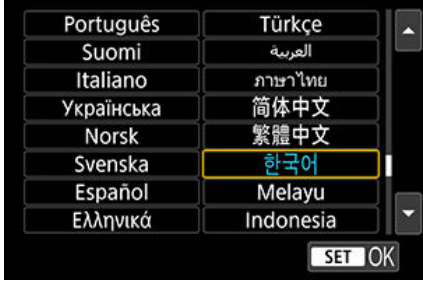 Português Türkçe
Suomi العربية
Italiano ภาษาไทย
Українська 简体中文
Norsk 繁體中文
Svenska 한국어
Español Melayu
Ελληνικά Indonesia
SET OK